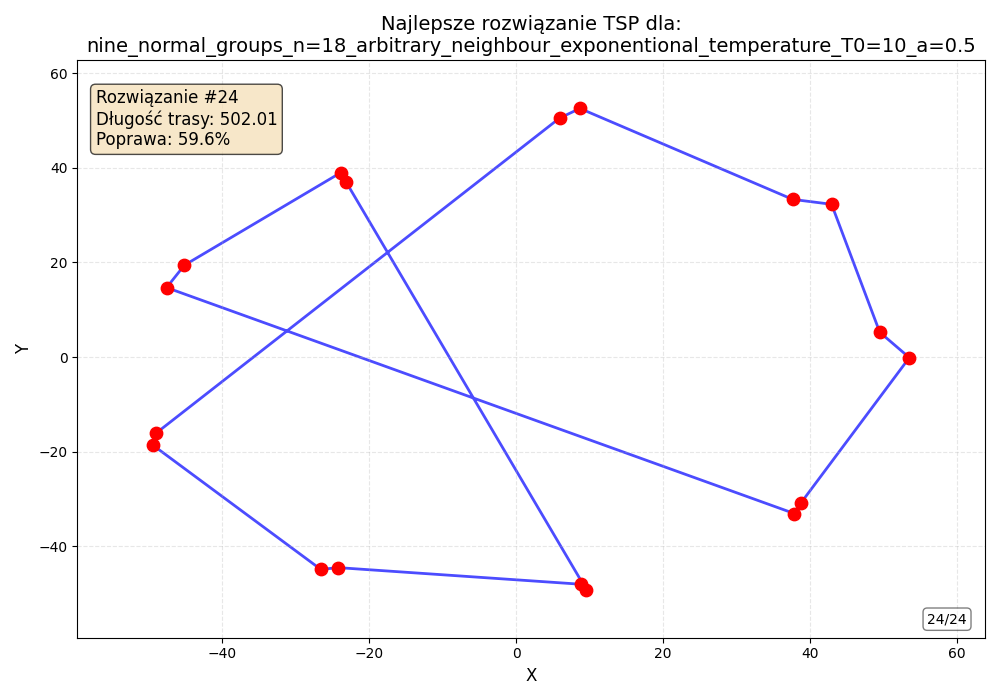 Najlepsze rozwiązanie TSP dla:
nine_normal_groups_n=18_arbitrary_neighbour_exponentional_temperature_T0=10_a=0.5
Rozwiązanie #24
Długość trasy: 502.01
Poprawa: 59.6%
60
40
20
0
−20
−40
Y
24/24
−40
−20
0
20
40
60
X